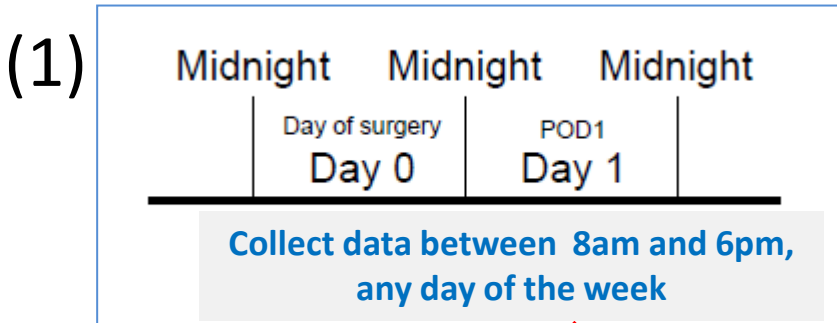 (1)
Midnight Midnight Midnight
Day of surgery POD1
Day 0 Day 1
Collect data between 8am and 6pm,
any day of the week